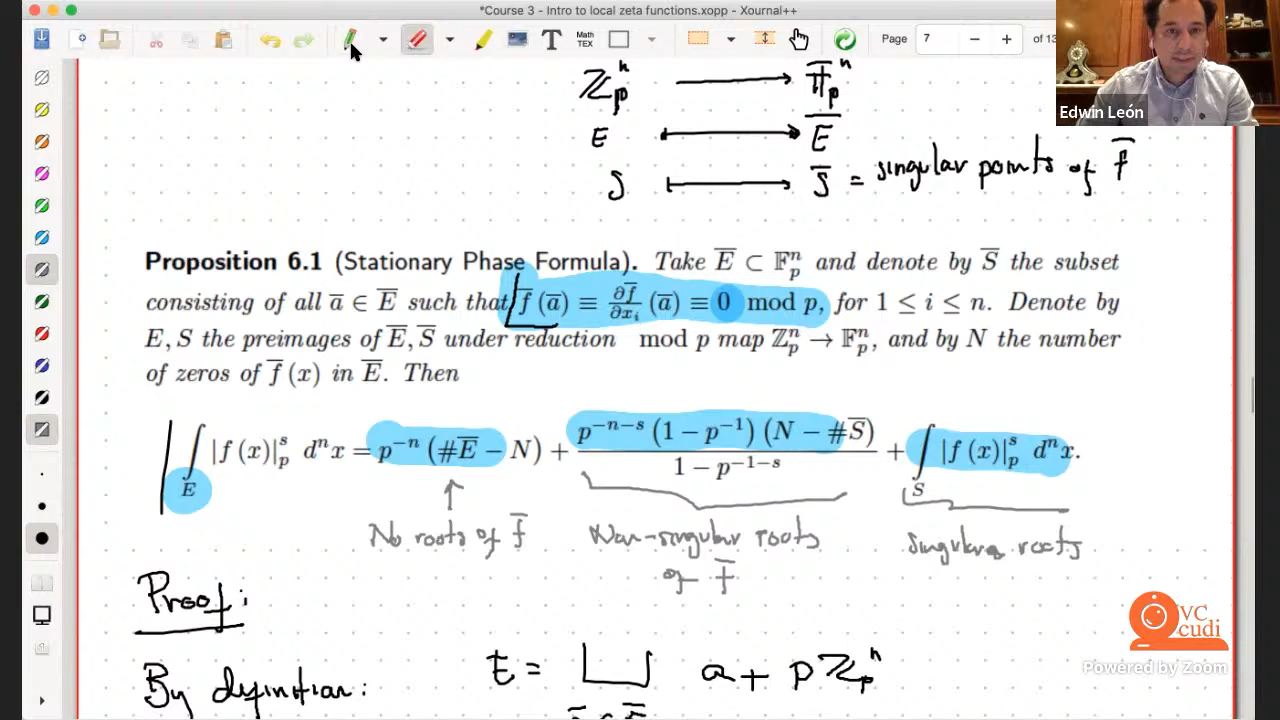 *Course 3 - Intro to local zeta functions.xopp - Xournal++
Math
TEX
T
Page 7 of 13
Edwin León
ℤₚⁿ ⟶ 𝔽̄ₚⁿ
E ⟼ E̅
S ⟼ S̅ = singular points of f̅
Proposition 6.1 (Stationary Phase Formula). Take E̅ ⊂ 𝔽ₚⁿ and denote by S̅ the subset
consisting of all a̅ ∈ E̅ such that f̅ (a̅) ≡ ∂f̅/∂xᵢ (a̅) ≡ 0 mod p, for 1 ≤ i ≤ n. Denote by
E, S the preimages of E̅, S̅ under reduction mod p map ℤₚⁿ → 𝔽ₚⁿ, and by N the number
of zeros of f̅ (x) in E̅. Then
∫_E |f (x)|ₚˢ dⁿx = p⁻ⁿ (#E̅ − N) + p⁻ⁿ⁻ˢ (1 − p⁻¹) (N − #S̅) / (1 − p⁻¹⁻ˢ) + ∫_S |f (x)|ₚˢ dⁿx.
No roots of f̅
Non-singular roots
of f̅
Singular roots
Proof:
By definition: E = ⊔ a + pℤₚⁿ
VC
cudi
Powered by Zoom